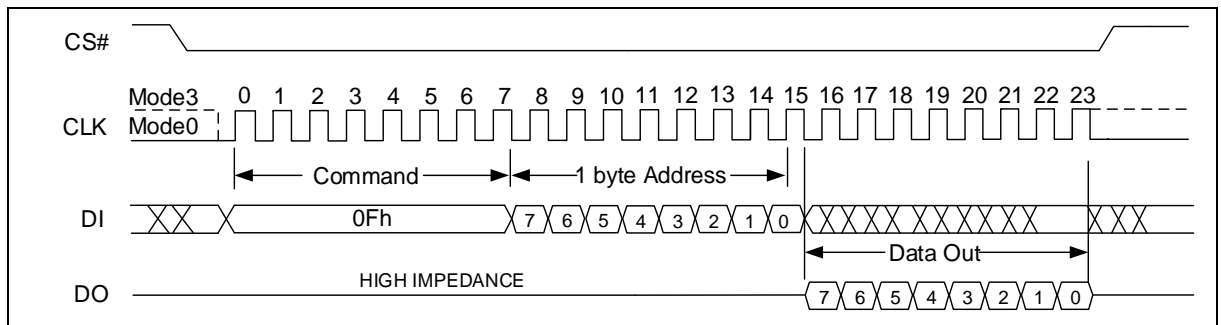 CS#
Mode3 0 1 2 3 4 5 6 7 8 9 10 11 12 13 14 15 16 17 18 19 20 21 22 23
CLK Mode0
Command 1 byte Address
DI 0Fh 7 6 5 4 3 2 1 0
Data Out
HIGH IMPEDANCE
DO 7 6 5 4 3 2 1 0